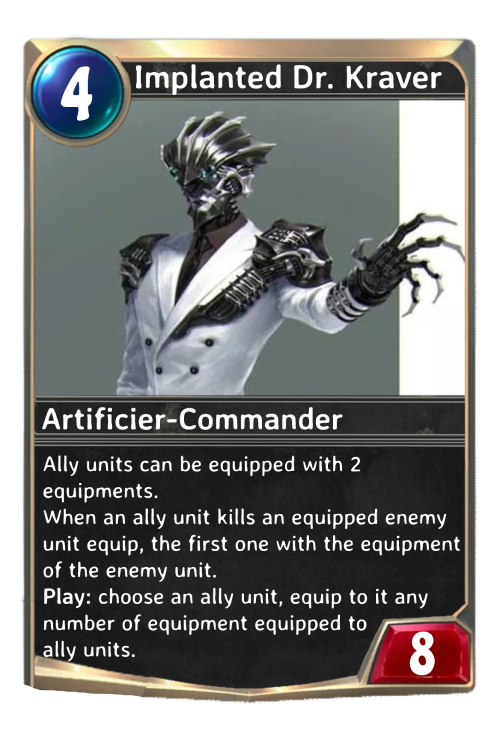 4
Implanted Dr. Kraver
Artificier-Commander
Ally units can be equipped with 2
equipments.
When an ally unit kills an equipped enemy
unit equip, the first one with the equipment
of the enemy unit.
Play: choose an ally unit, equip to it any
number of equipment equipped to
ally units.
8